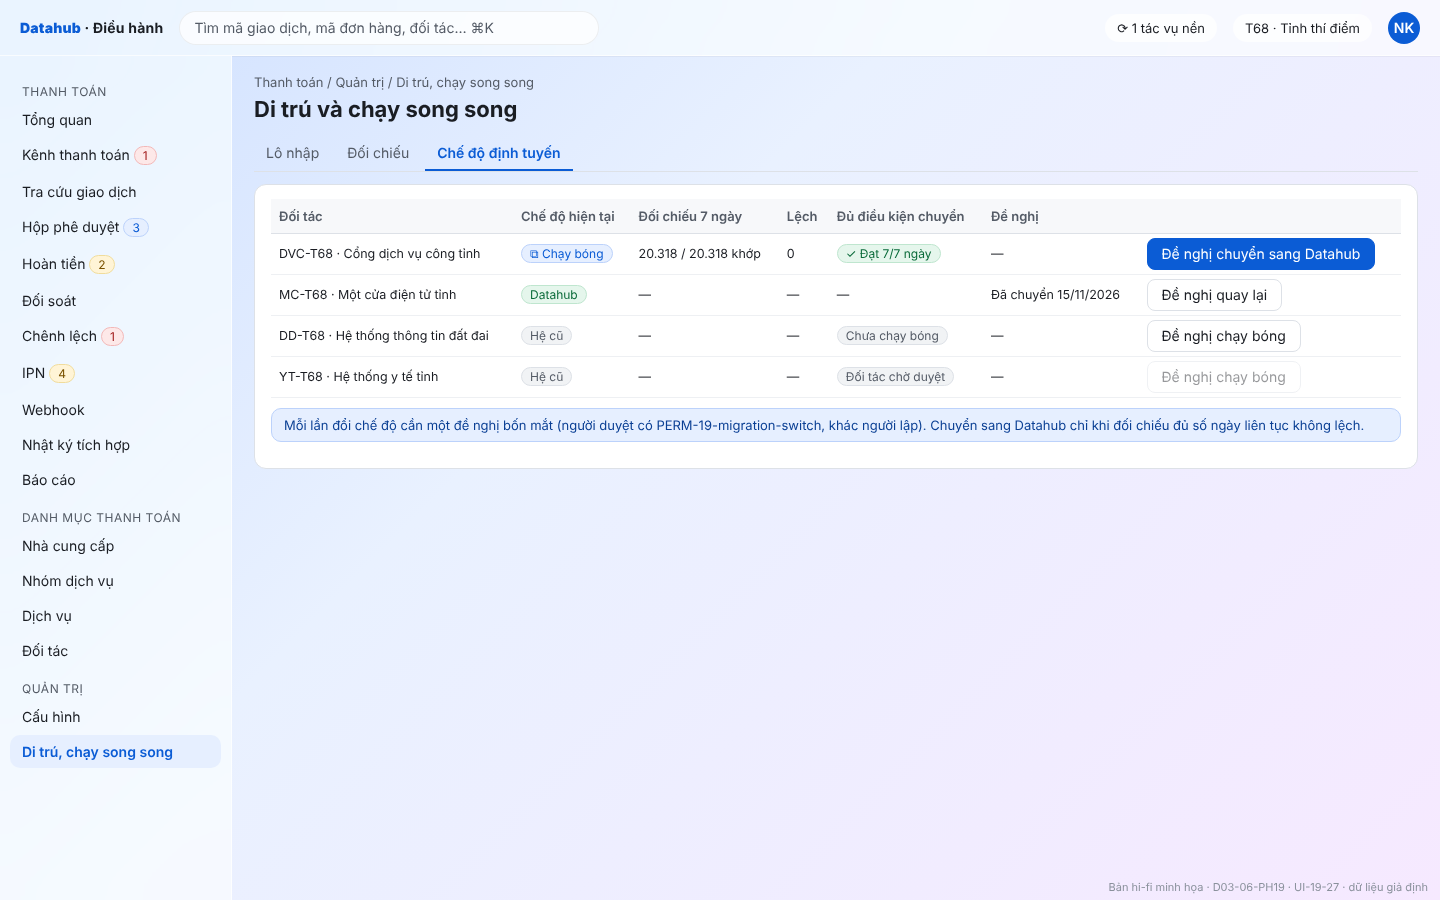 Datahub · Điều hành
Tìm mã giao dịch, mã đơn hàng, đối tác... ⌘K
⟳ 1 tác vụ nền
T68 · Tỉnh thí điểm
NK
THANH TOÁN
Tổng quan
Kênh thanh toán 1
Tra cứu giao dịch
Hộp phê duyệt 3
Hoàn tiền 2
Đối soát
Chênh lệch 1
IPN 4
Webhook
Nhật ký tích hợp
Báo cáo
DANH MỤC THANH TOÁN
Nhà cung cấp
Nhóm dịch vụ
Dịch vụ
Đối tác
QUẢN TRỊ
Cấu hình
Di trú, chạy song song
Thanh toán / Quản trị / Di trú, chạy song song
Di trú và chạy song song
Lô nhập Đối chiếu Chế độ định tuyến
Đối tác Chế độ hiện tại Đối chiếu 7 ngày Lệch Đủ điều kiện chuyển Đề nghị
DVC-T68 · Cổng dịch vụ công tỉnh ⧉ Chạy bóng 20.318 / 20.318 khớp 0 ✓ Đạt 7/7 ngày — Đề nghị chuyển sang Datahub
MC-T68 · Một cửa điện tử tỉnh Datahub — — — Đã chuyển 15/11/2026 Đề nghị quay lại
DD-T68 · Hệ thống thông tin đất đai Hệ cũ — — Chưa chạy bóng — Đề nghị chạy bóng
YT-T68 · Hệ thống y tế tỉnh Hệ cũ — — Đối tác chờ duyệt — Đề nghị chạy bóng
Mỗi lần đổi chế độ cần một đề nghị bốn mắt (người duyệt có PERM-19-migration-switch, khác người lập). Chuyển sang Datahub chỉ khi đối chiếu đủ số ngày liên tục không lệch.
Bản hi-fi minh họa · D03-06-PH19 · UI-19-27 · dữ liệu giả định